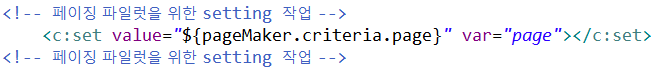 <!-- 페이징 파일럿을 위한 setting 작업 -->
<c:set value="${pageMaker.criteria.page}" var="page"></c:set>
<!-- 페이징 파일럿을 위한 setting 작업 -->